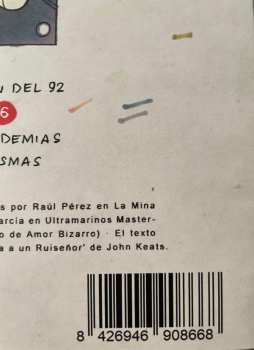 DEL 92
6
DEMIAS
SMAS
s por Raúl Pérez en La Mina
arcía en Ultramarinos Master-
o de Amor Bizarro) · El texto
a a un Ruiseñor' de John Keats.
8 426946 908668